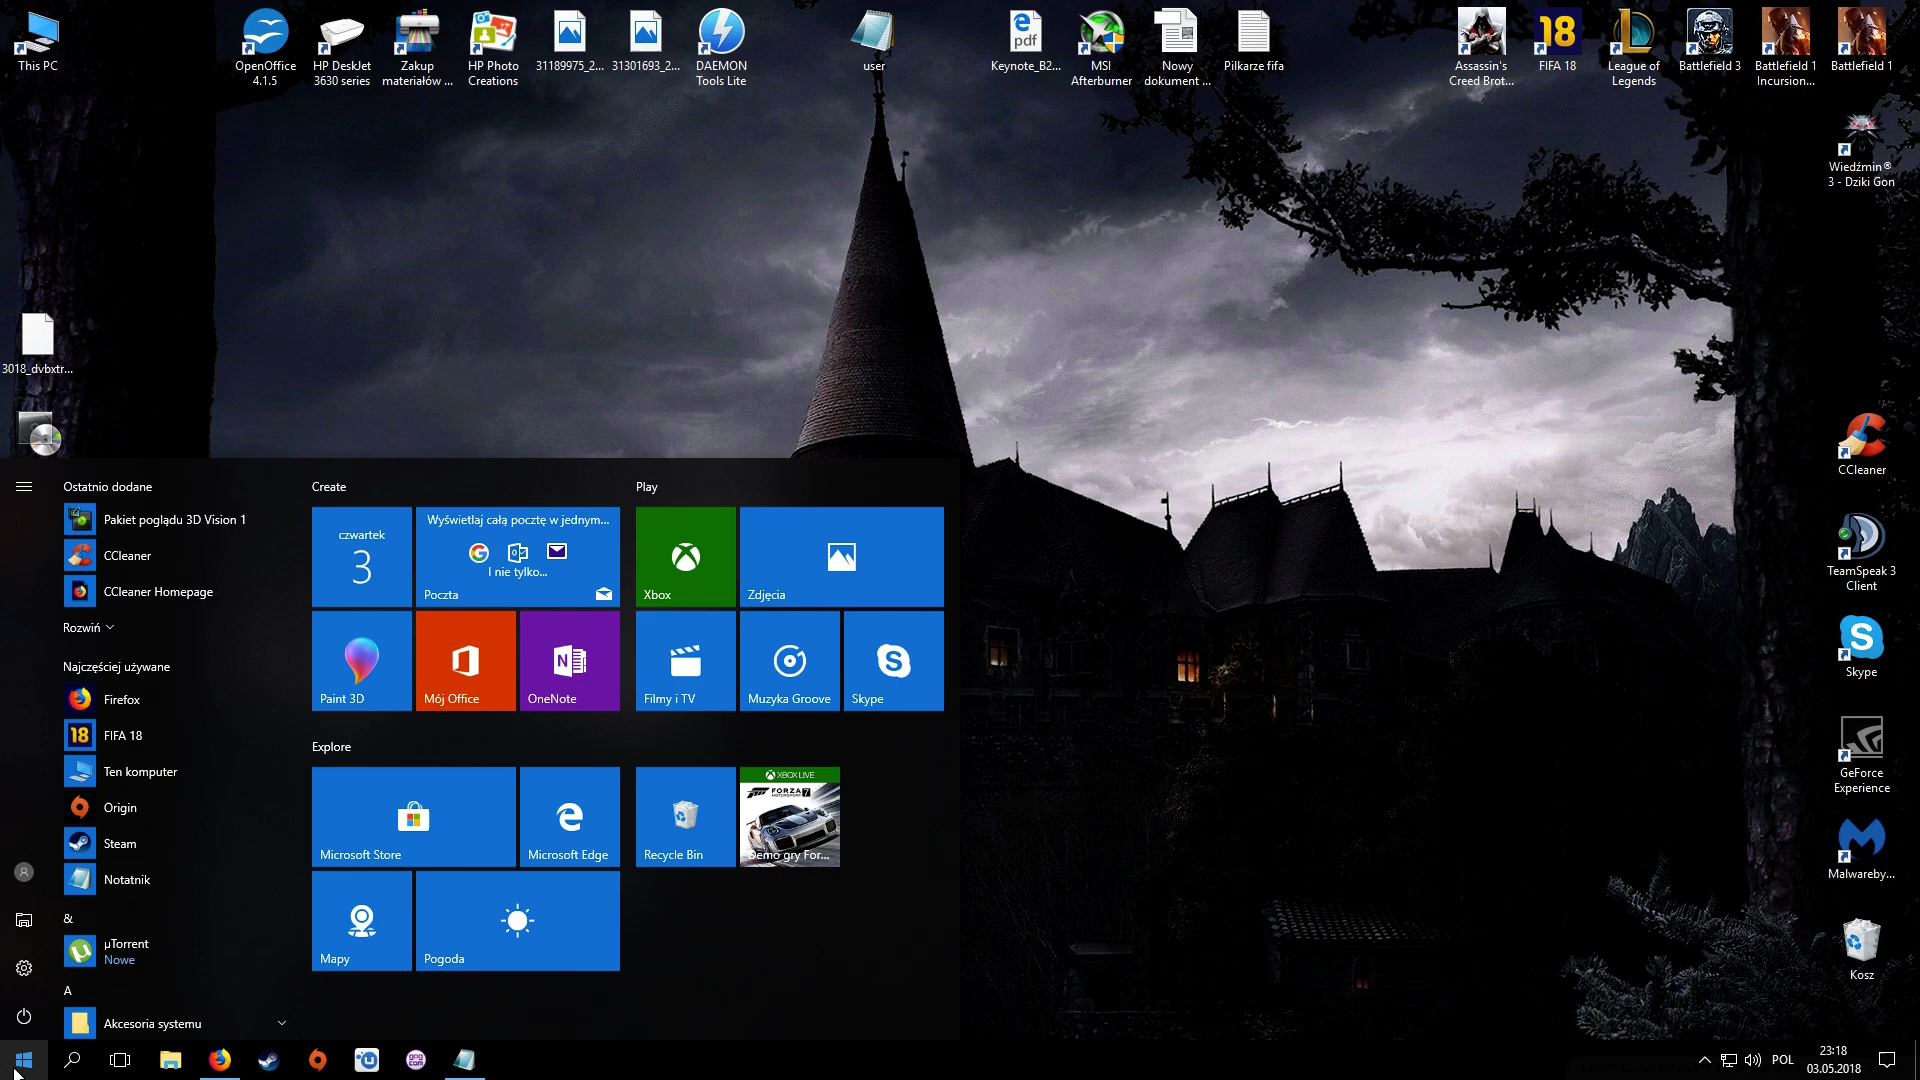 This PC
OpenOffice
4.1.5
HP DeskJet
3630 series
Zakup
materiałów ...
HP Photo
Creations
31189975_2...
31301693_2...
DAEMON
Tools Lite
user
pdf
Keynote_B2...
MSI
Afterburner
Nowy
dokument ...
Pilkarze fifa
Assassin's
Creed Brot...
18
FIFA 18
League of
Legends
Battlefield 3
Battlefield 1
Incursion...
Battlefield 1
Wiedźmin®
3 - Dziki Gon
3018_dvbxtr...
CCleaner
TeamSpeak 3
Client
Skype
GeForce
Experience
Malwareby...
Kosz
Ostatnio dodane
Pakiet poglądu 3D Vision 1
CCleaner
CCleaner Homepage
Rozwiń
Najczęściej używane
Firefox
18
FIFA 18
Ten komputer
Origin
Steam
Notatnik
&
µTorrent
Nowe
A
Akcesoria systemu
Create
czwartek
3
Wyświetlaj całą pocztę w jednym...
I nie tylko...
Poczta
Paint 3D
Mój Office
OneNote
Explore
Microsoft Store
Microsoft Edge
Mapy
Pogoda
Play
Xbox
Zdjęcia
Filmy i TV
Muzyka Groove
Skype
Recycle Bin
XBOX LIVE
FORZA
MOTORSPORT 7
Demo gry For...
gog
com
POL
23:18
03.05.2018